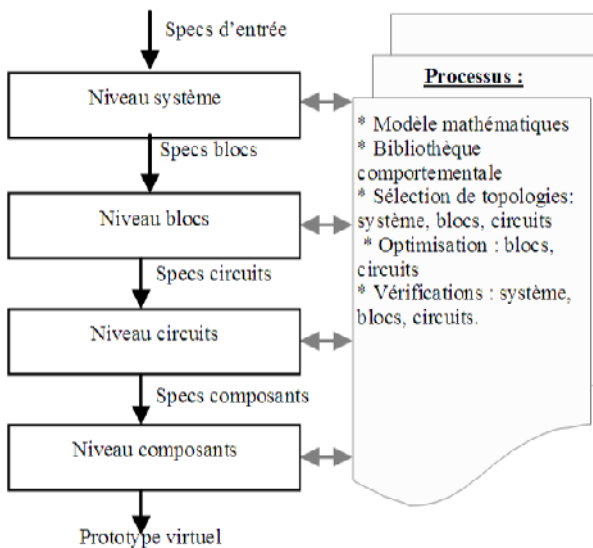 Specs d'entrée
Niveau système
Specs blocs
Niveau blocs
Specs circuits
Niveau circuits
Specs composants
Niveau composants
Prototype virtuel
Processus :
* Modèle mathématiques
* Bibliothèque
comportementale
* Sélection de topologies:
système, blocs, circuits
* Optimisation : blocs,
circuits
* Vérifications : système,
blocs, circuits.